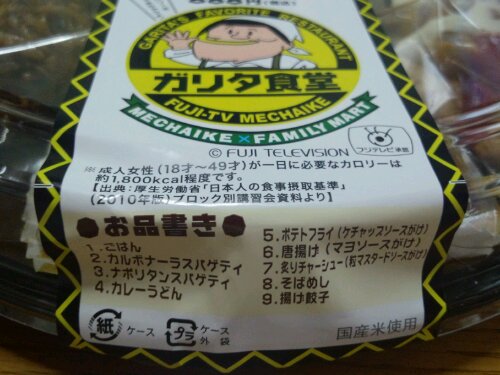 GARITA'S FAVORITE RESTAURANT
ガリタ食堂
FUJI-TV MECHAIKE
MECHAIKE×FAMILY MART
© FUJI TELEVISION
フジテレビ承認
※成人女性(18才~49才)が一日に必要なカロリーは
約1,800kcal程度です。
【出典:厚生労働省「日本人の食事摂取基準」
(2010年版)ブロック別講習会資料より】
●お品書き●
1.ごはん
2.カルボナーラスパゲティ
3.ナポリタンスパゲティ
4.カレーうどん
5.ポテトフライ(ケチャップソースがけ)
6.唐揚げ(マヨソースがけ)
7.炙りチャーシュー(粒マスタードソースがけ)
8.そばめし
9.揚げ餃子
紙 ケース
プラ ケース
外袋
国産米使用